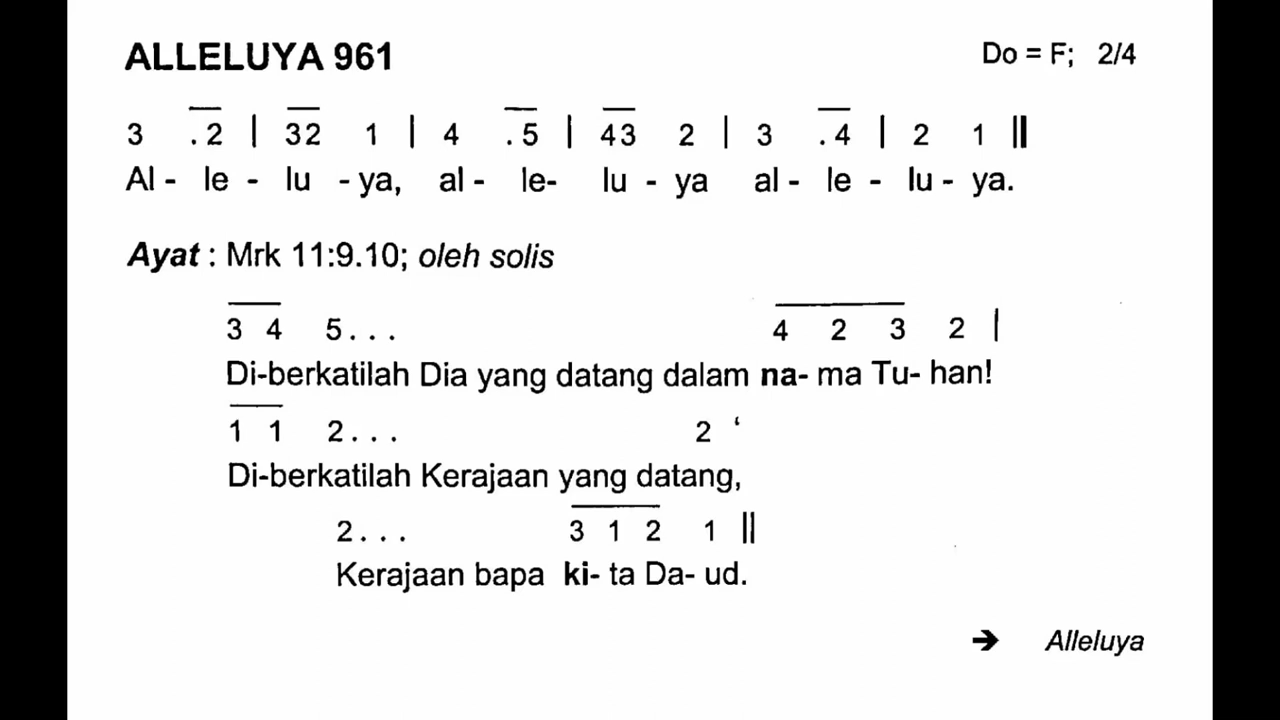 ALLELUYA 961 Do = F; 2/4
3 .2 | 32 1 | 4 .5 | 43 2 | 3 .4 | 2 1 ||
Al - le - lu - ya, al - le- lu - ya al - le - lu - ya.
Ayat : Mrk 11:9.10; oleh solis
3 4 5... 4 2 3 2 |
Di-berkatilah Dia yang datang dalam na- ma Tu- han!
1 1 2... 2 ‘
Di-berkatilah Kerajaan yang datang,
2... 3 1 2 1 ||
Kerajaan bapa ki- ta Da- ud.
➔ Alleluya